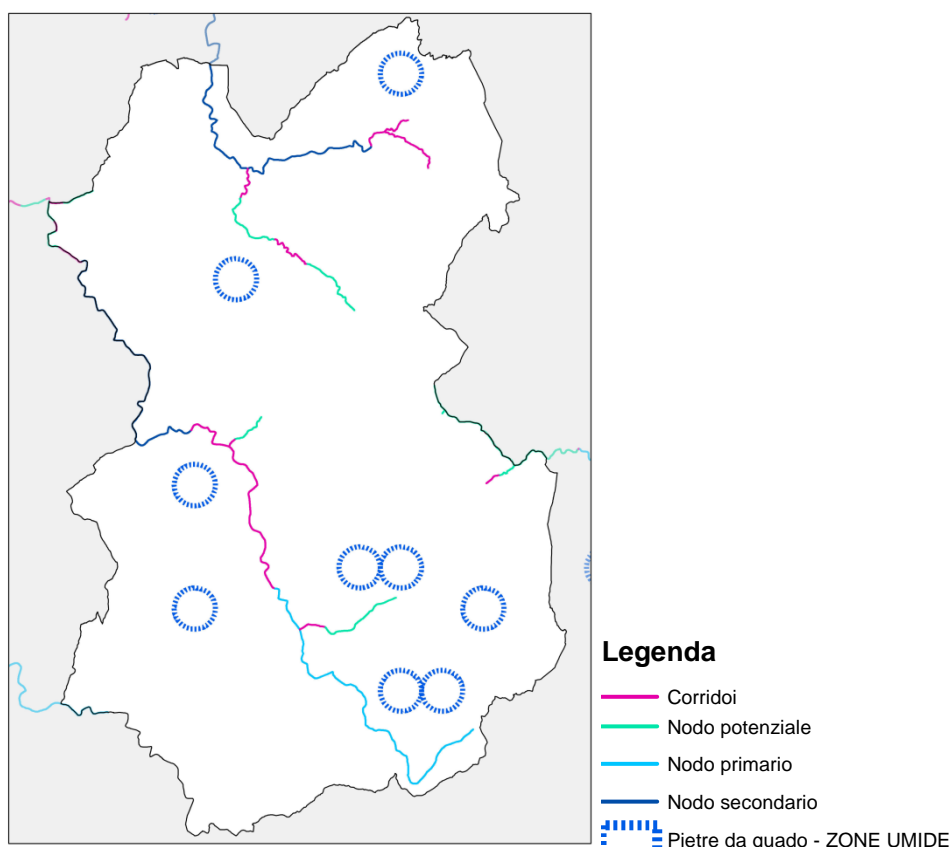 Legenda
Corridoi
Nodo potenziale
Nodo primario
Nodo secondario
Pietre da guado - ZONE UMIDE